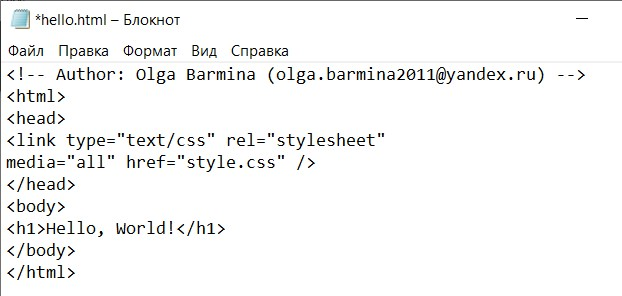 *hello.html – Блокнот
Файл Правка Формат Вид Справка
<!-- Author: Olga Barmina (olga.barmina2011@yandex.ru) -->
<html>
<head>
<link type="text/css" rel="stylesheet"
media="all" href="style.css" />
</head>
<body>
<h1>Hello, World!</h1>
</body>
</html>